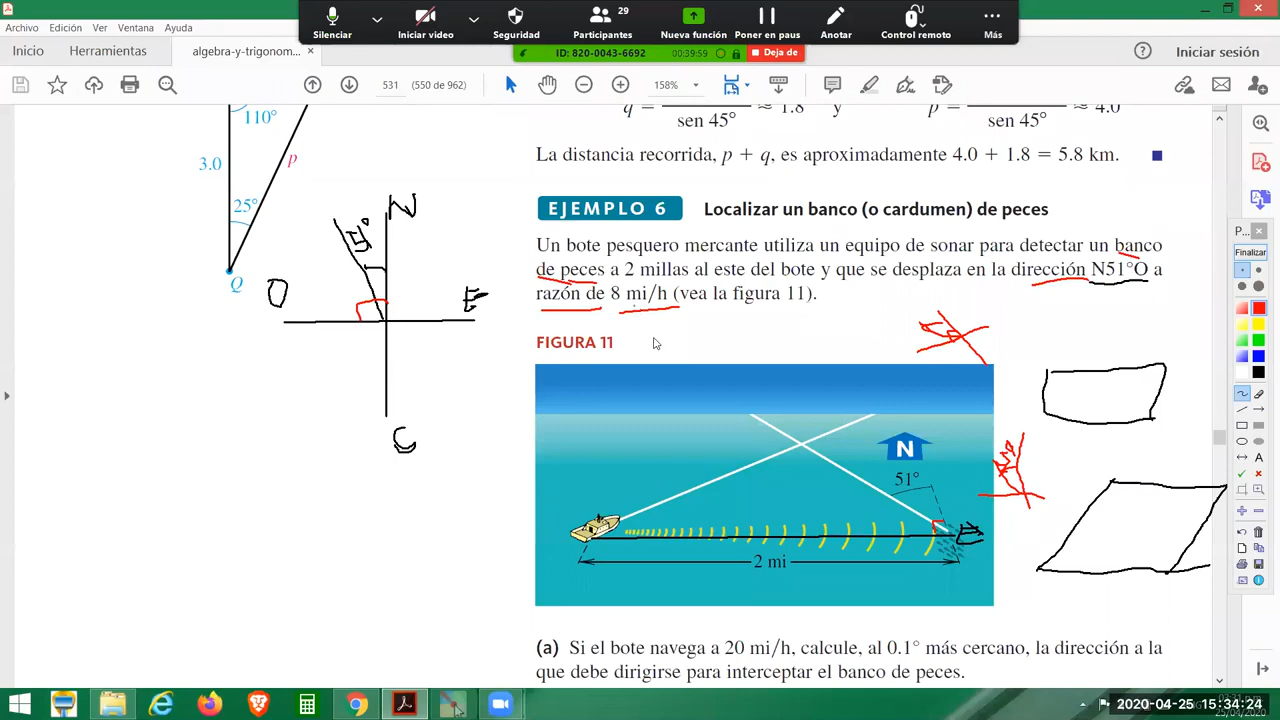 29
Silenciar
Iniciar video
Seguridad
Participantes
Nueva función
Poner en paus
Anotar
Control remoto
Más
Archivo Edición Ver Ventana Ayuda
ID: 820-0043-6692 00:39:59 Deja de
Inicio Herramientas algebra-y-trigonom... × Iniciar sesión
531 (550 de 962) 158%
110°
3.0
p
25°
Q
q = ≈ 1.8 y p = ≈ 4.0
sen 45° sen 45°
La distancia recorrida, p + q, es aproximadamente 4.0 + 1.8 = 5.8 km.
EJEMPLO 6 Localizar un banco (o cardumen) de peces
Un bote pesquero mercante utiliza un equipo de sonar para detectar un banco
de peces a 2 millas al este del bote y que se desplaza en la dirección N51°O a
razón de 8 mi/h (vea la figura 11).
N
O
E
FIGURA 11
N
51°
E
2 mi
(a) Si el bote navega a 20 mi/h, calcule, al 0.1° más cercano, la dirección a la
que debe dirigirse para interceptar el banco de peces.
P...
Finalizar
A
2020-04-25 15:34:24